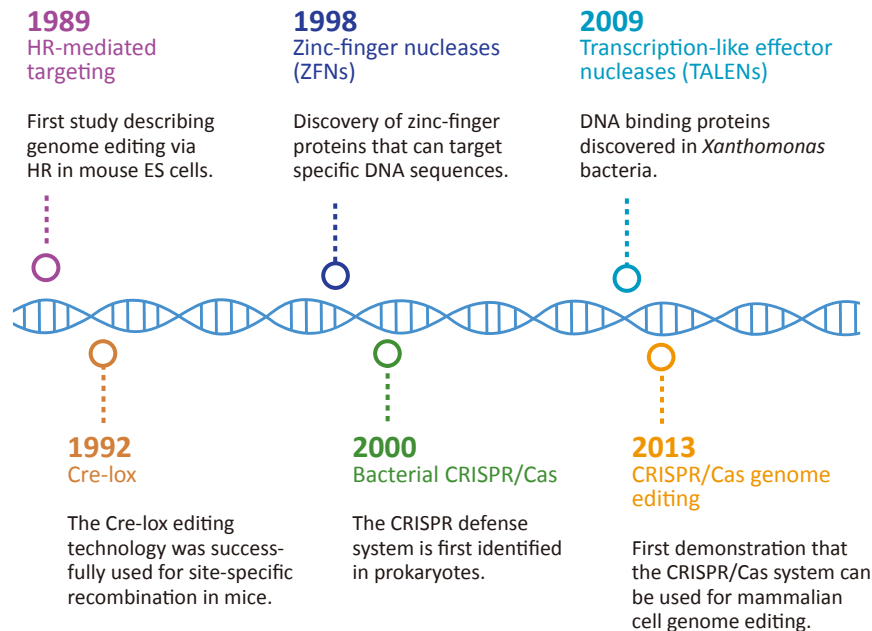 1989
HR-mediated
targeting
First study describing
genome editing via
HR in mouse ES cells.
1998
Zinc-finger nucleases
(ZFNs)
Discovery of zinc-finger
proteins that can target
specific DNA sequences.
2009
Transcription-like effector
nucleases (TALENs)
DNA binding proteins
discovered in Xanthomonas
bacteria.
1992
Cre-lox
The Cre-lox editing
technology was success-
fully used for site-specific
recombination in mice.
2000
Bacterial CRISPR/Cas
The CRISPR defense
system is first identified
in prokaryotes.
2013
CRISPR/Cas genome
editing
First demonstration that
the CRISPR/Cas system can
be used for mammalian
cell genome editing.